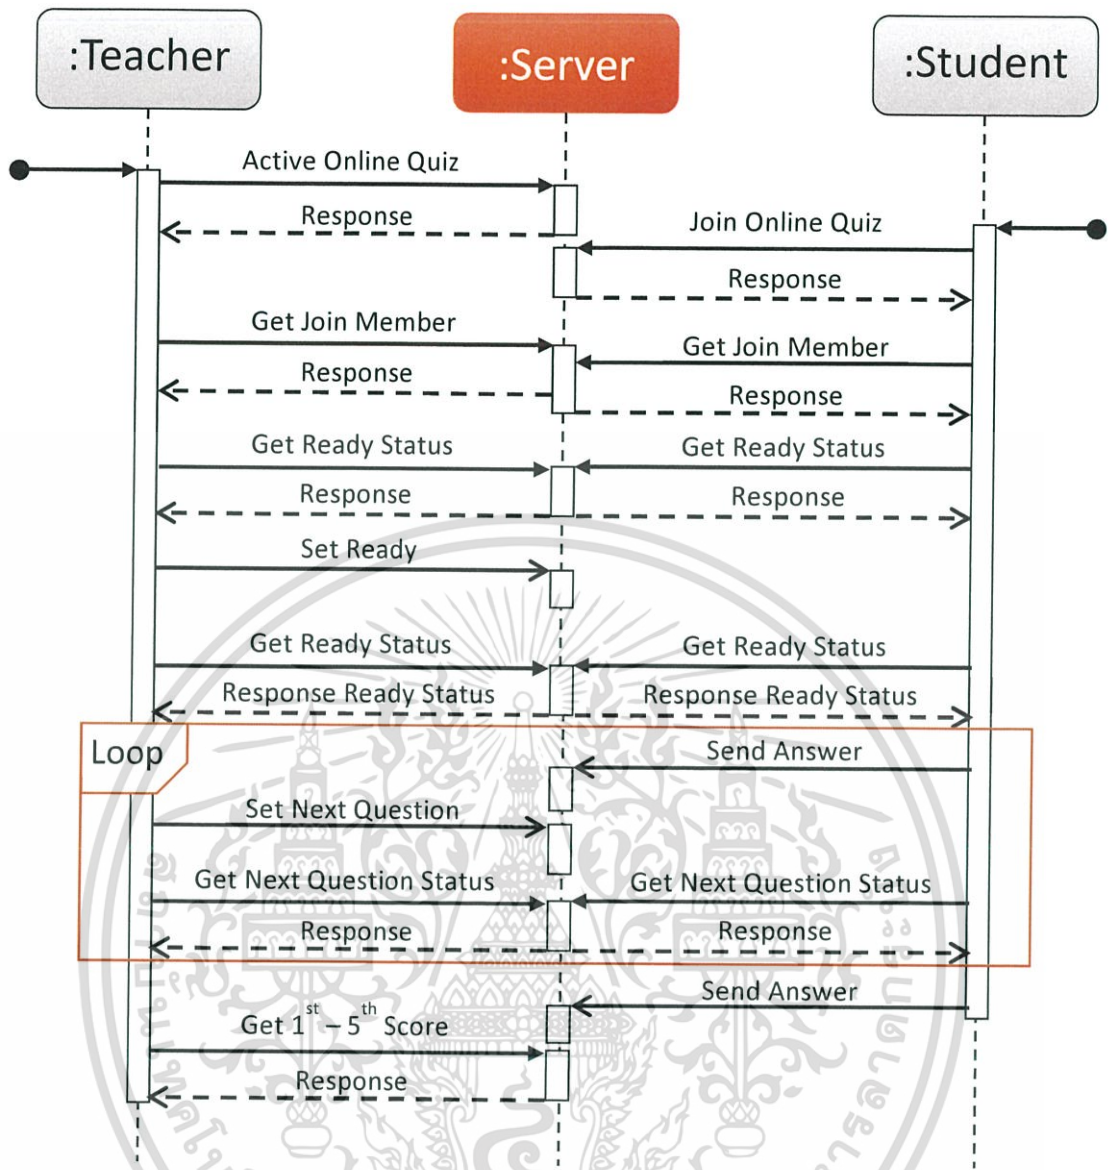 :Teacher
:Server
:Student
Active Online Quiz
Response
Join Online Quiz
Response
Get Join Member
Get Join Member
Response
Response
Get Ready Status
Get Ready Status
Response
Response
Set Ready
Get Ready Status
Get Ready Status
Response Ready Status
Response Ready Status
Loop
Send Answer
Set Next Question
Get Next Question Status
Get Next Question Status
Response
Response
Send Answer
Get 1st – 5th Score
Response